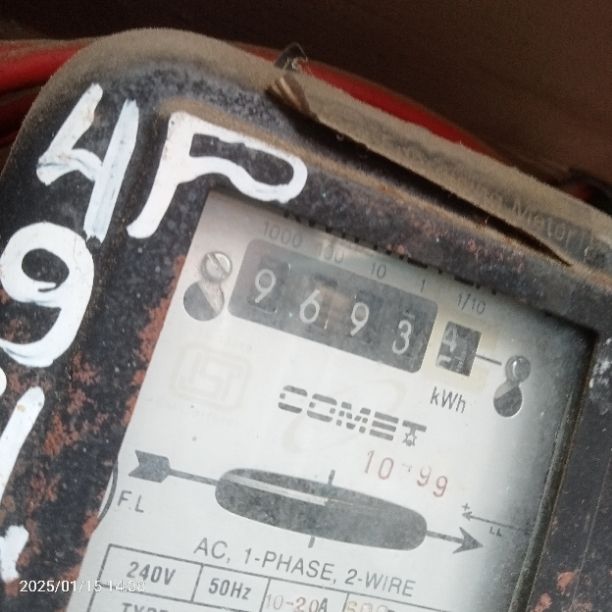 4P
9
1000 100 10 1 1/10
9 6 9 3 4
kWh
COMET
10-99
F.L
LL
AC, 1-PHASE, 2-WIRE
240V 50Hz 10-20A
2025/01/15 14:58